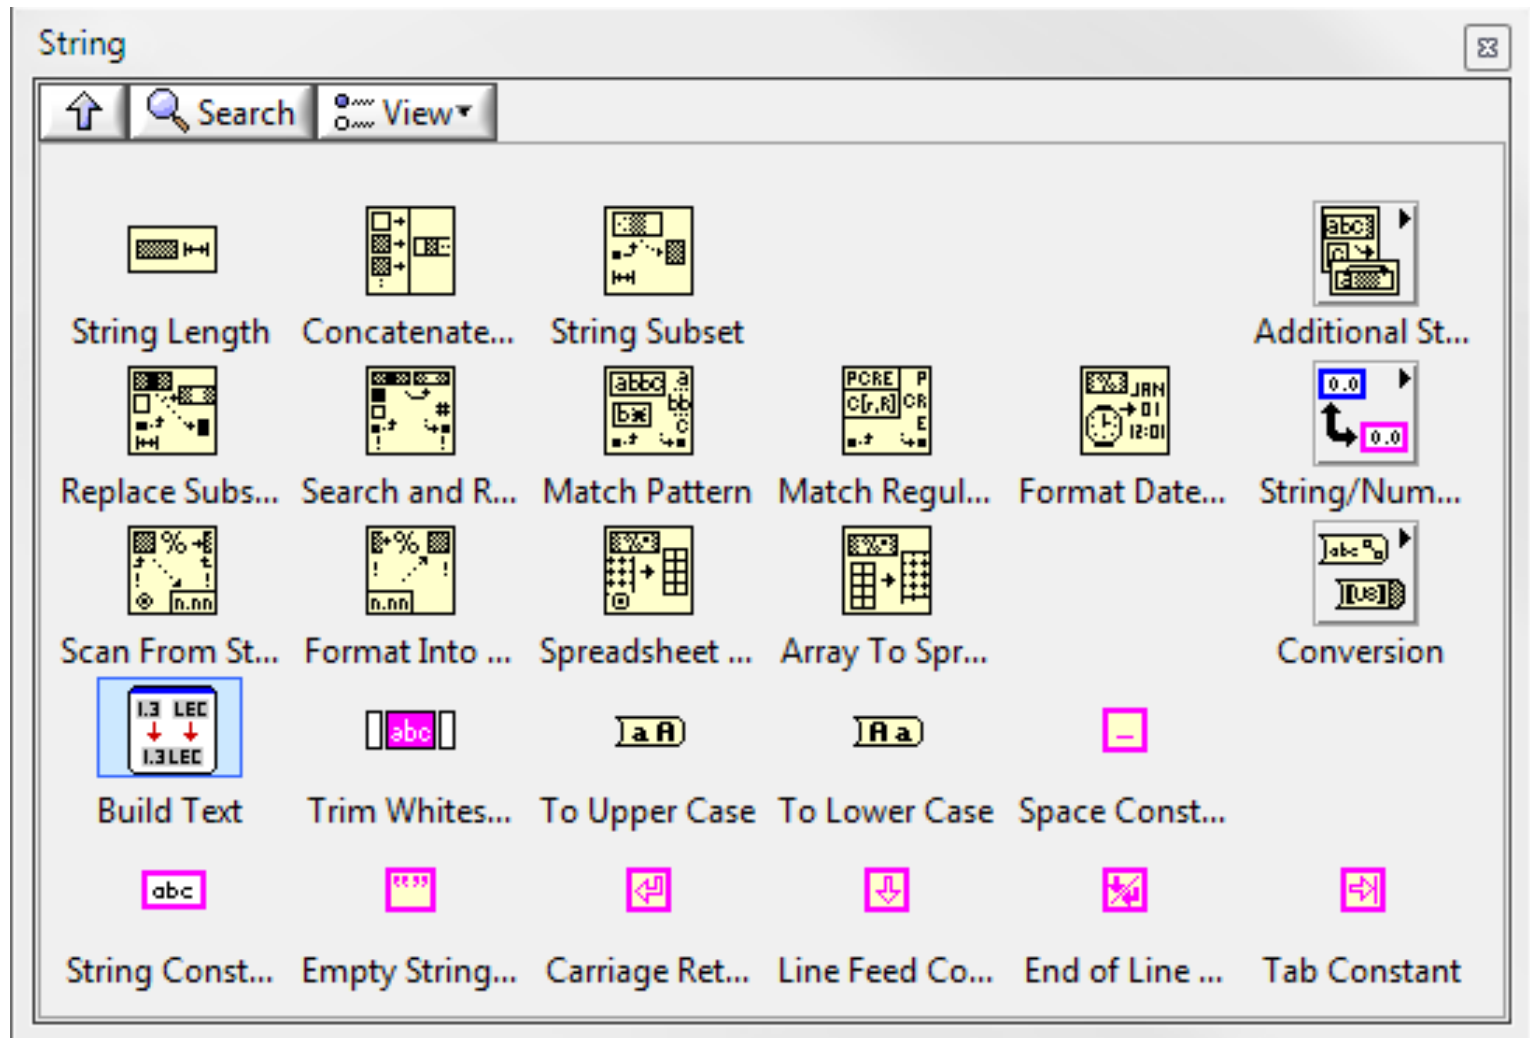 String
Search View
String Length Concatenate... String Subset Additional St...
Replace Subs... Search and R... Match Pattern Match Regul... Format Date... String/Num...
Scan From St... Format Into ... Spreadsheet ... Array To Spr... Conversion
Build Text Trim Whites... To Upper Case To Lower Case Space Const...
String Const... Empty String... Carriage Ret... Line Feed Co... End of Line ... Tab Constant